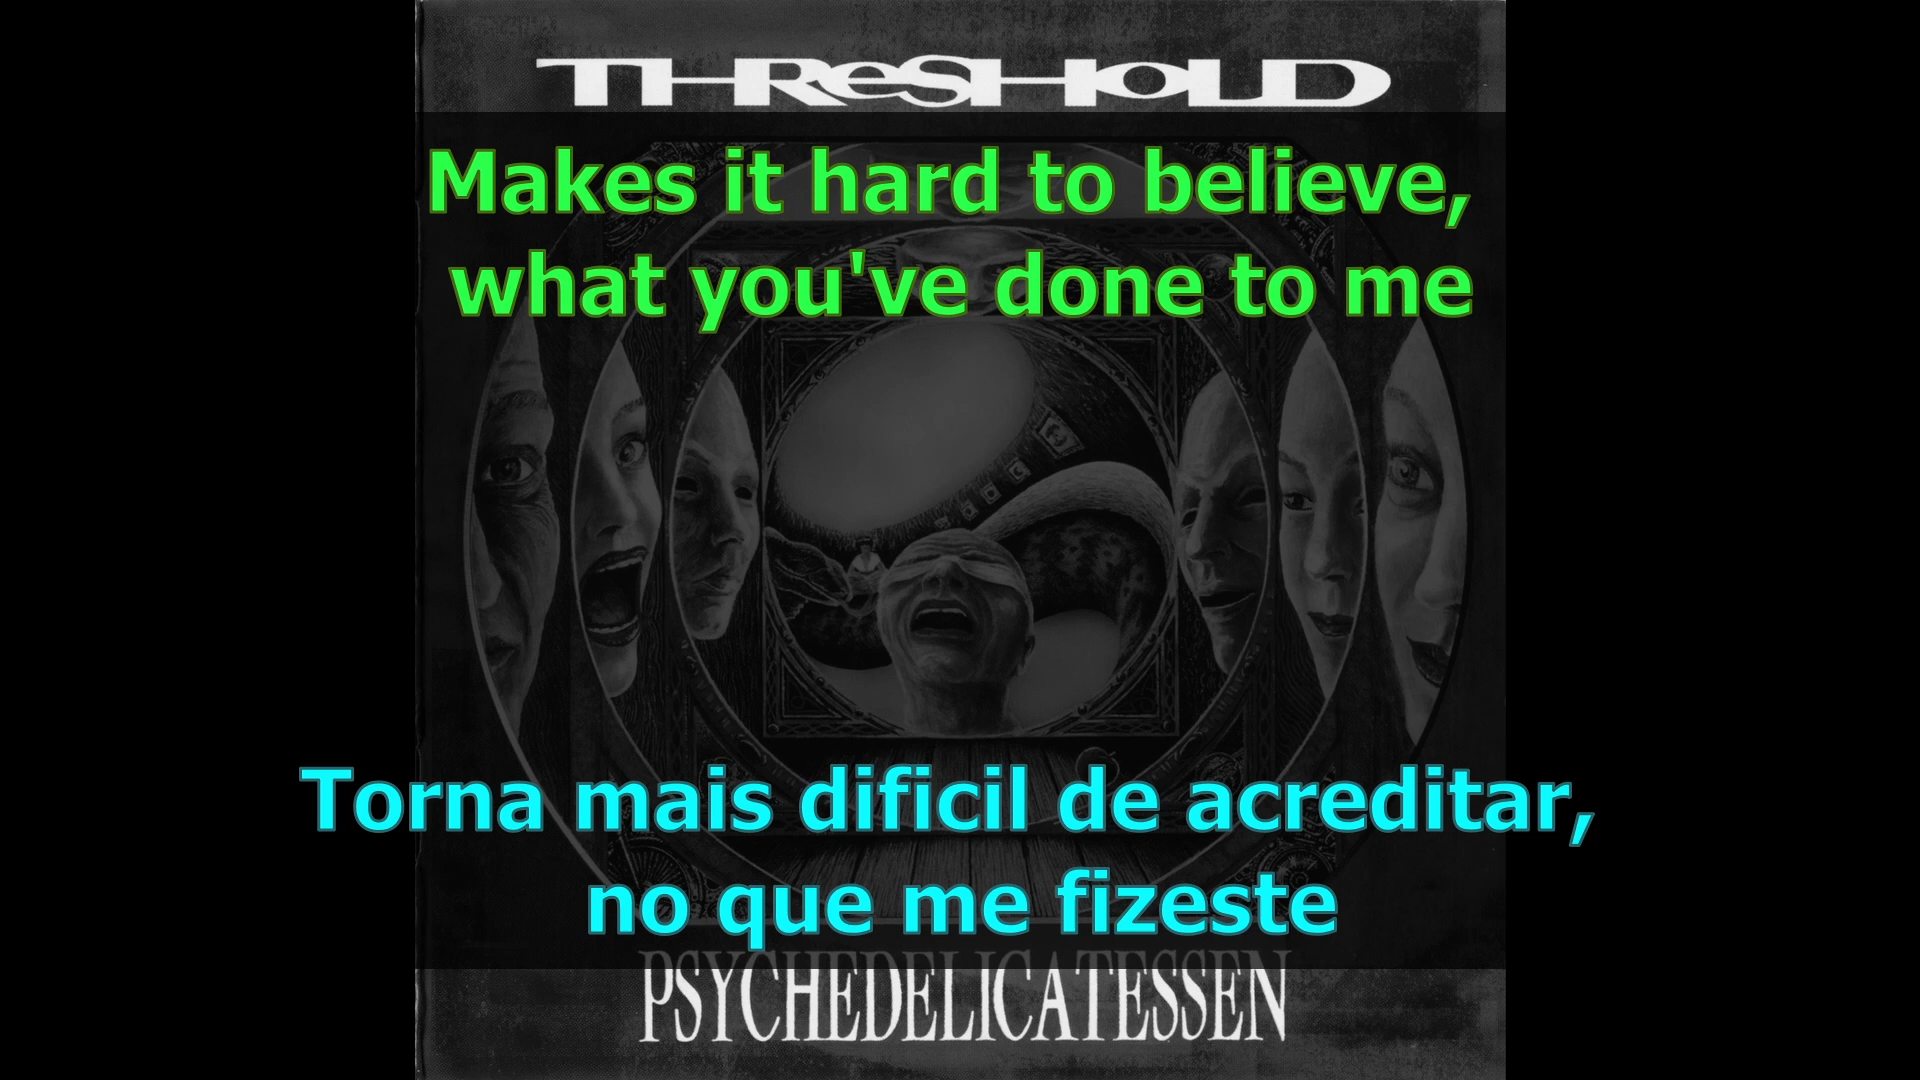 THReSHOLD
Makes it hard to believe,
what you've done to me
Torna mais dificil de acreditar,
no que me fizeste
PSYCHEDELICATESSEN